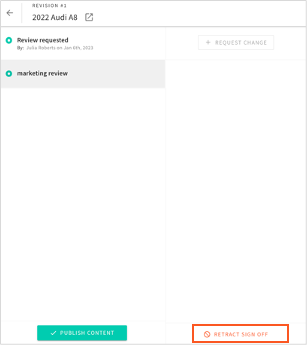 REVISION #1
2022 Audi A8
Review requested
By: Julia Roberts on Jan 6th, 2023
+ REQUEST CHANGE
marketing review
PUBLISH CONTENT
RETRACT SIGN OFF